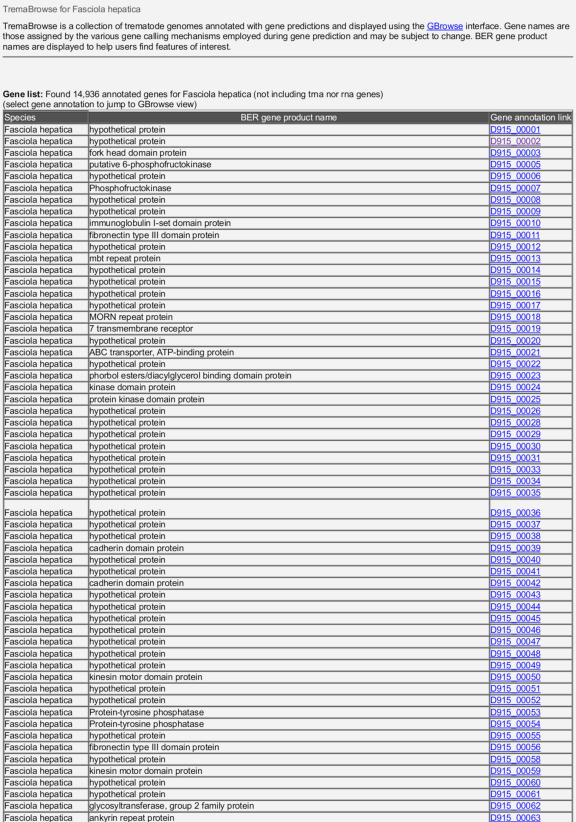 TremaBrowse for Fasciola hepatica
TremaBrowse is a collection of trematode genomes annotated with gene predictions and displayed using the GBrowse interface. Gene names are
those assigned by the various gene calling mechanisms employed during gene prediction and may be subject to change. BER gene product
names are displayed to help users find features of interest.
Gene list: Found 14,936 annotated genes for Fasciola hepatica (not including trna nor rna genes)
(select gene annotation to jump to GBrowse view)
Species BER gene product name Gene annotation link
Fasciola hepatica hypothetical protein D915_00001
Fasciola hepatica hypothetical protein D915_00002
Fasciola hepatica fork head domain protein D915_00003
Fasciola hepatica putative 6-phosphofructokinase D915_00005
Fasciola hepatica hypothetical protein D915_00006
Fasciola hepatica Phosphofructokinase D915_00007
Fasciola hepatica hypothetical protein D915_00008
Fasciola hepatica hypothetical protein D915_00009
Fasciola hepatica immunoglobulin I-set domain protein D915_00010
Fasciola hepatica fibronectin type III domain protein D915_00011
Fasciola hepatica hypothetical protein D915_00012
Fasciola hepatica mbt repeat protein D915_00013
Fasciola hepatica hypothetical protein D915_00014
Fasciola hepatica hypothetical protein D915_00015
Fasciola hepatica hypothetical protein D915_00016
Fasciola hepatica hypothetical protein D915_00017
Fasciola hepatica MORN repeat protein D915_00018
Fasciola hepatica 7 transmembrane receptor D915_00019
Fasciola hepatica hypothetical protein D915_00020
Fasciola hepatica ABC transporter, ATP-binding protein D915_00021
Fasciola hepatica hypothetical protein D915_00022
Fasciola hepatica phorbol esters/diacylglycerol binding domain protein D915_00023
Fasciola hepatica kinase domain protein D915_00024
Fasciola hepatica protein kinase domain protein D915_00025
Fasciola hepatica hypothetical protein D915_00026
Fasciola hepatica hypothetical protein D915_00028
Fasciola hepatica hypothetical protein D915_00029
Fasciola hepatica hypothetical protein D915_00030
Fasciola hepatica hypothetical protein D915_00031
Fasciola hepatica hypothetical protein D915_00033
Fasciola hepatica hypothetical protein D915_00034
Fasciola hepatica hypothetical protein D915_00035
Fasciola hepatica hypothetical protein D915_00036
Fasciola hepatica hypothetical protein D915_00037
Fasciola hepatica hypothetical protein D915_00038
Fasciola hepatica cadherin domain protein D915_00039
Fasciola hepatica hypothetical protein D915_00040
Fasciola hepatica hypothetical protein D915_00041
Fasciola hepatica cadherin domain protein D915_00042
Fasciola hepatica hypothetical protein D915_00043
Fasciola hepatica hypothetical protein D915_00044
Fasciola hepatica hypothetical protein D915_00045
Fasciola hepatica hypothetical protein D915_00046
Fasciola hepatica hypothetical protein D915_00047
Fasciola hepatica hypothetical protein D915_00048
Fasciola hepatica hypothetical protein D915_00049
Fasciola hepatica kinesin motor domain protein D915_00050
Fasciola hepatica hypothetical protein D915_00051
Fasciola hepatica hypothetical protein D915_00052
Fasciola hepatica Protein-tyrosine phosphatase D915_00053
Fasciola hepatica Protein-tyrosine phosphatase D915_00054
Fasciola hepatica hypothetical protein D915_00055
Fasciola hepatica fibronectin type III domain protein D915_00056
Fasciola hepatica hypothetical protein D915_00058
Fasciola hepatica kinesin motor domain protein D915_00059
Fasciola hepatica hypothetical protein D915_00060
Fasciola hepatica hypothetical protein D915_00061
Fasciola hepatica glycosyltransferase, group 2 family protein D915_00062
Fasciola hepatica ankyrin repeat protein D915_00063